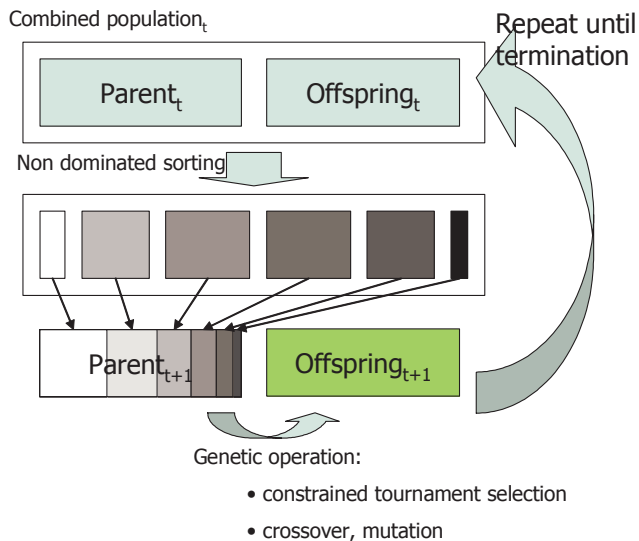 Combined population_t
Repeat until
termination
Parent_t
Offspring_t
Non dominated sorting
Parent_t+1
Offspring_t+1
Genetic operation:
• constrained tournament selection
• crossover, mutation